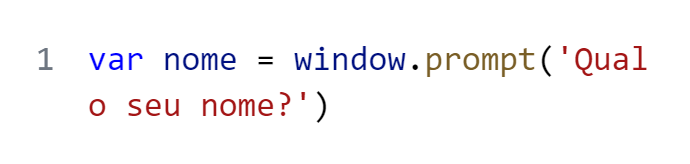 1 var nome = window.prompt('Qual
o seu nome?')